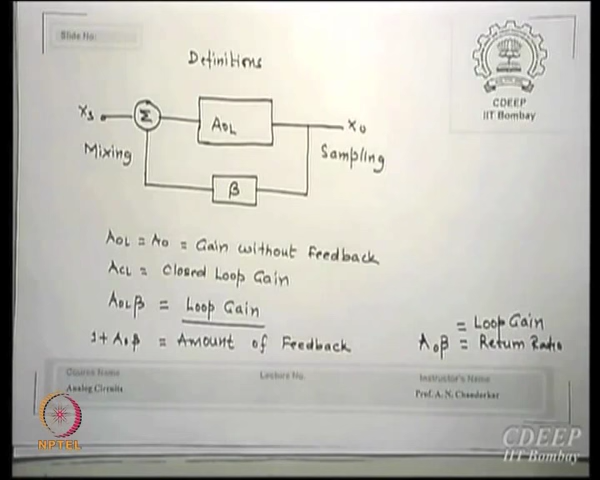 Slide No:
Definitions
CDEEP
IIT Bombay
Xs
Σ
AOL
Xo
Mixing
Sampling
β
AOL = AO = Gain without Feedback
ACL = Closed Loop Gain
AOLβ = Loop Gain
= Loop Gain
1 + Aoβ = Amount of Feedback
Aoβ = Return Ratio
Course Name
Lecture No.
Instructor's Name
Analog Circuits
Prof. A. N. Chandorkar
NPTEL
CDEEP
IIT Bombay